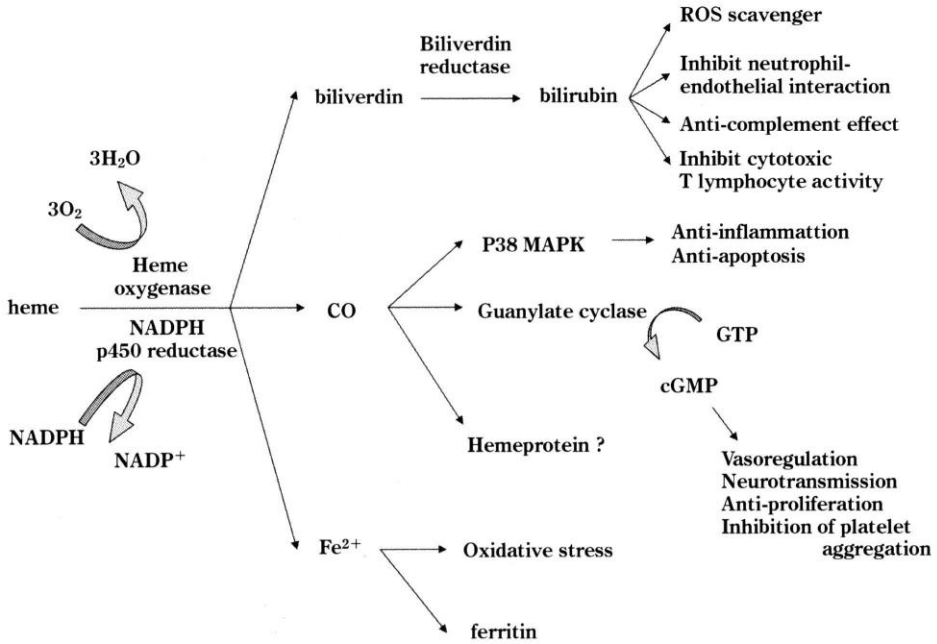 ROS scavenger
Biliverdin
reductase
Inhibit neutrophil-
endothelial interaction
biliverdin
bilirubin
Anti-complement effect
Inhibit cytotoxic
T lymphocyte activity
3H₂O
3O₂
Heme
oxygenase
heme
NADPH
p450 reductase
NADPH
NADP⁺
CO
P38 MAPK
Anti-inflammattion
Anti-apoptosis
Guanylate cyclase
GTP
cGMP
Hemeprotein ?
Vasoregulation
Neurotransmission
Anti-proliferation
Inhibition of platelet
aggregation
Fe²⁺
Oxidative stress
ferritin